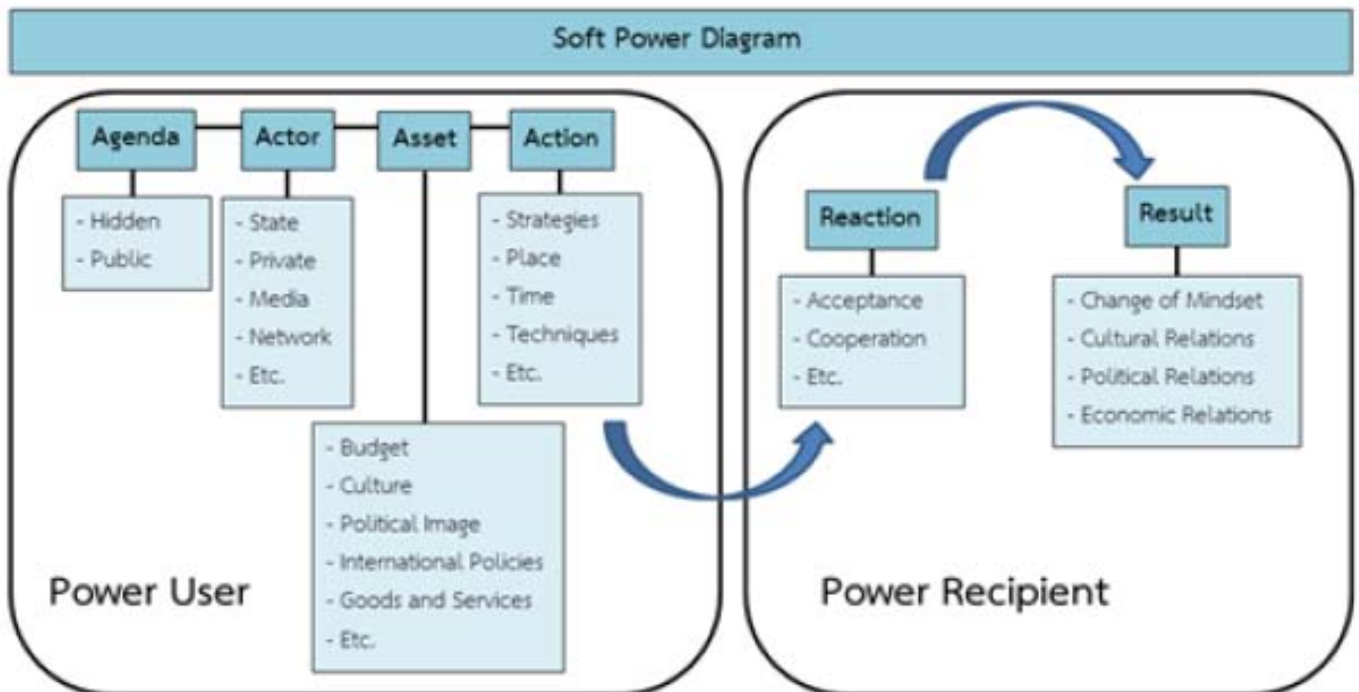 Soft Power Diagram
Agenda
- Hidden
- Public
Actor
- State
- Private
- Media
- Network
- Etc.
Asset
- Budget
- Culture
- Political Image
- International Policies
- Goods and Services
- Etc.
Action
- Strategies
- Place
- Time
- Techniques
- Etc.
Power User
Reaction
- Acceptance
- Cooperation
- Etc.
Result
- Change of Mindset
- Cultural Relations
- Political Relations
- Economic Relations
Power Recipient